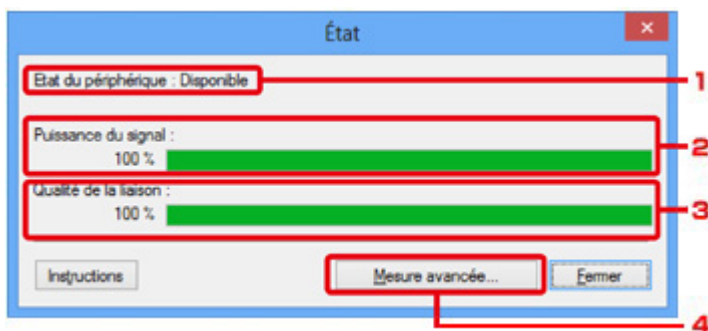 État
Etat du périphérique : Disponible
1
Puissance du signal :
100 %
2
Qualité de la liaison :
100 %
3
Instructions
Mesure avancée...
Fermer
4